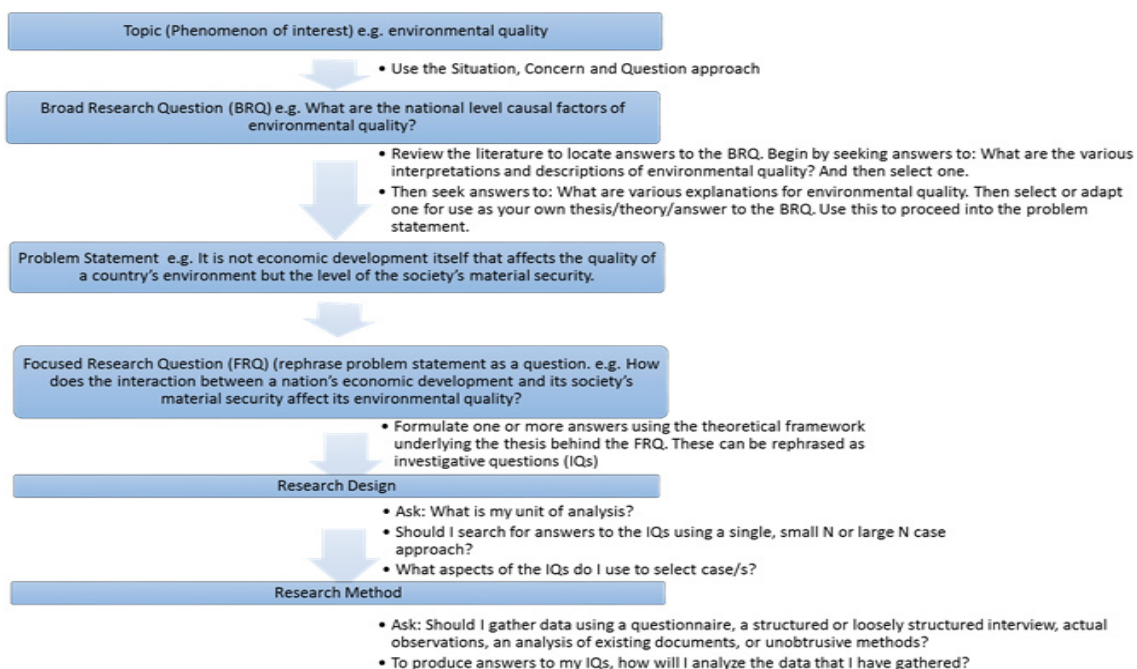 Topic (Phenomenon of interest) e.g. environmental quality
• Use the Situation, Concern and Question approach
Broad Research Question (BRQ) e.g. What are the national level causal factors of
environmental quality?
• Review the literature to locate answers to the BRQ. Begin by seeking answers to: What are the various
interpretations and descriptions of environmental quality? And then select one.
• Then seek answers to: What are various explanations for environmental quality. Then select or adapt
one for use as your own thesis/theory/answer to the BRQ. Use this to proceed into the problem
statement.
Problem Statement e.g. It is not economic development itself that affects the quality of
a country's environment but the level of the society's material security.
Focused Research Question (FRQ) (rephrase problem statement as a question. e.g. How
does the interaction between a nation's economic development and its society's
material security affect its environmental quality?
• Formulate one or more answers using the theoretical framework
underlying the thesis behind the FRQ. These can be rephrased as
investigative questions (IQs)
Research Design
• Ask: What is my unit of analysis?
• Should I search for answers to the IQs using a single, small N or large N case
approach?
• What aspects of the IQs do I use to select case/s?
Research Method
• Ask: Should I gather data using a questionnaire, a structured or loosely structured interview, actual
observations, an analysis of existing documents, or unobtrusive methods?
• To produce answers to my IQs, how will I analyze the data that I have gathered?